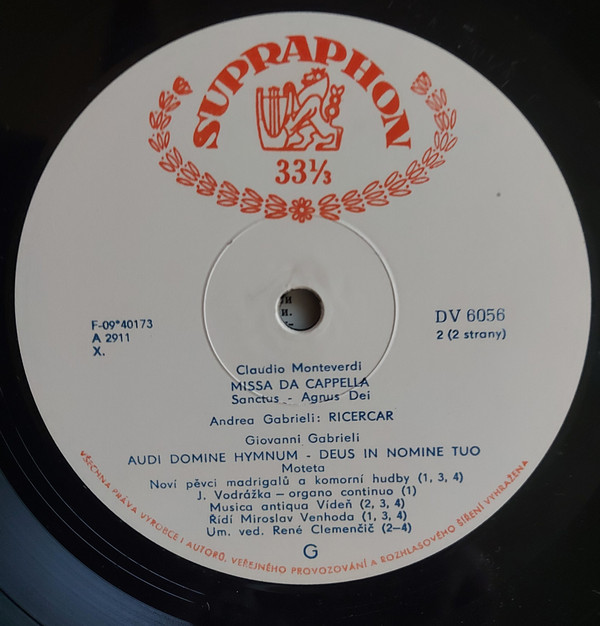 SUPRAPHON
33⅓
F-09*40173
A 2911
X.
DV 6056
2 (2 strany)
Claudio Monteverdi
MISSA DA CAPPELLA
Sanctus - Agnus Dei
Andrea Gabrieli: RICERCAR
Giovanni Gabrieli
AUDI DOMINE HYMNUM - DEUS IN NOMINE TUO
Moteta
Noví pěvci madrigalů a komorní hudby (1, 3, 4)
J. Vodrážka – organo continuo (1)
Musica antiqua Vídeň (2, 3, 4)
Řídí Miroslav Venhoda (1, 3, 4)
Um. ved. René Clemenčič (2–4)
G
VŠECHNA PRÁVA VÝROBCE I AUTORŮ, VEŘEJNÉHO PROVOZOVÁNÍ A ROZHLASOVÉHO ŠÍŘENÍ VYHRAŽENA